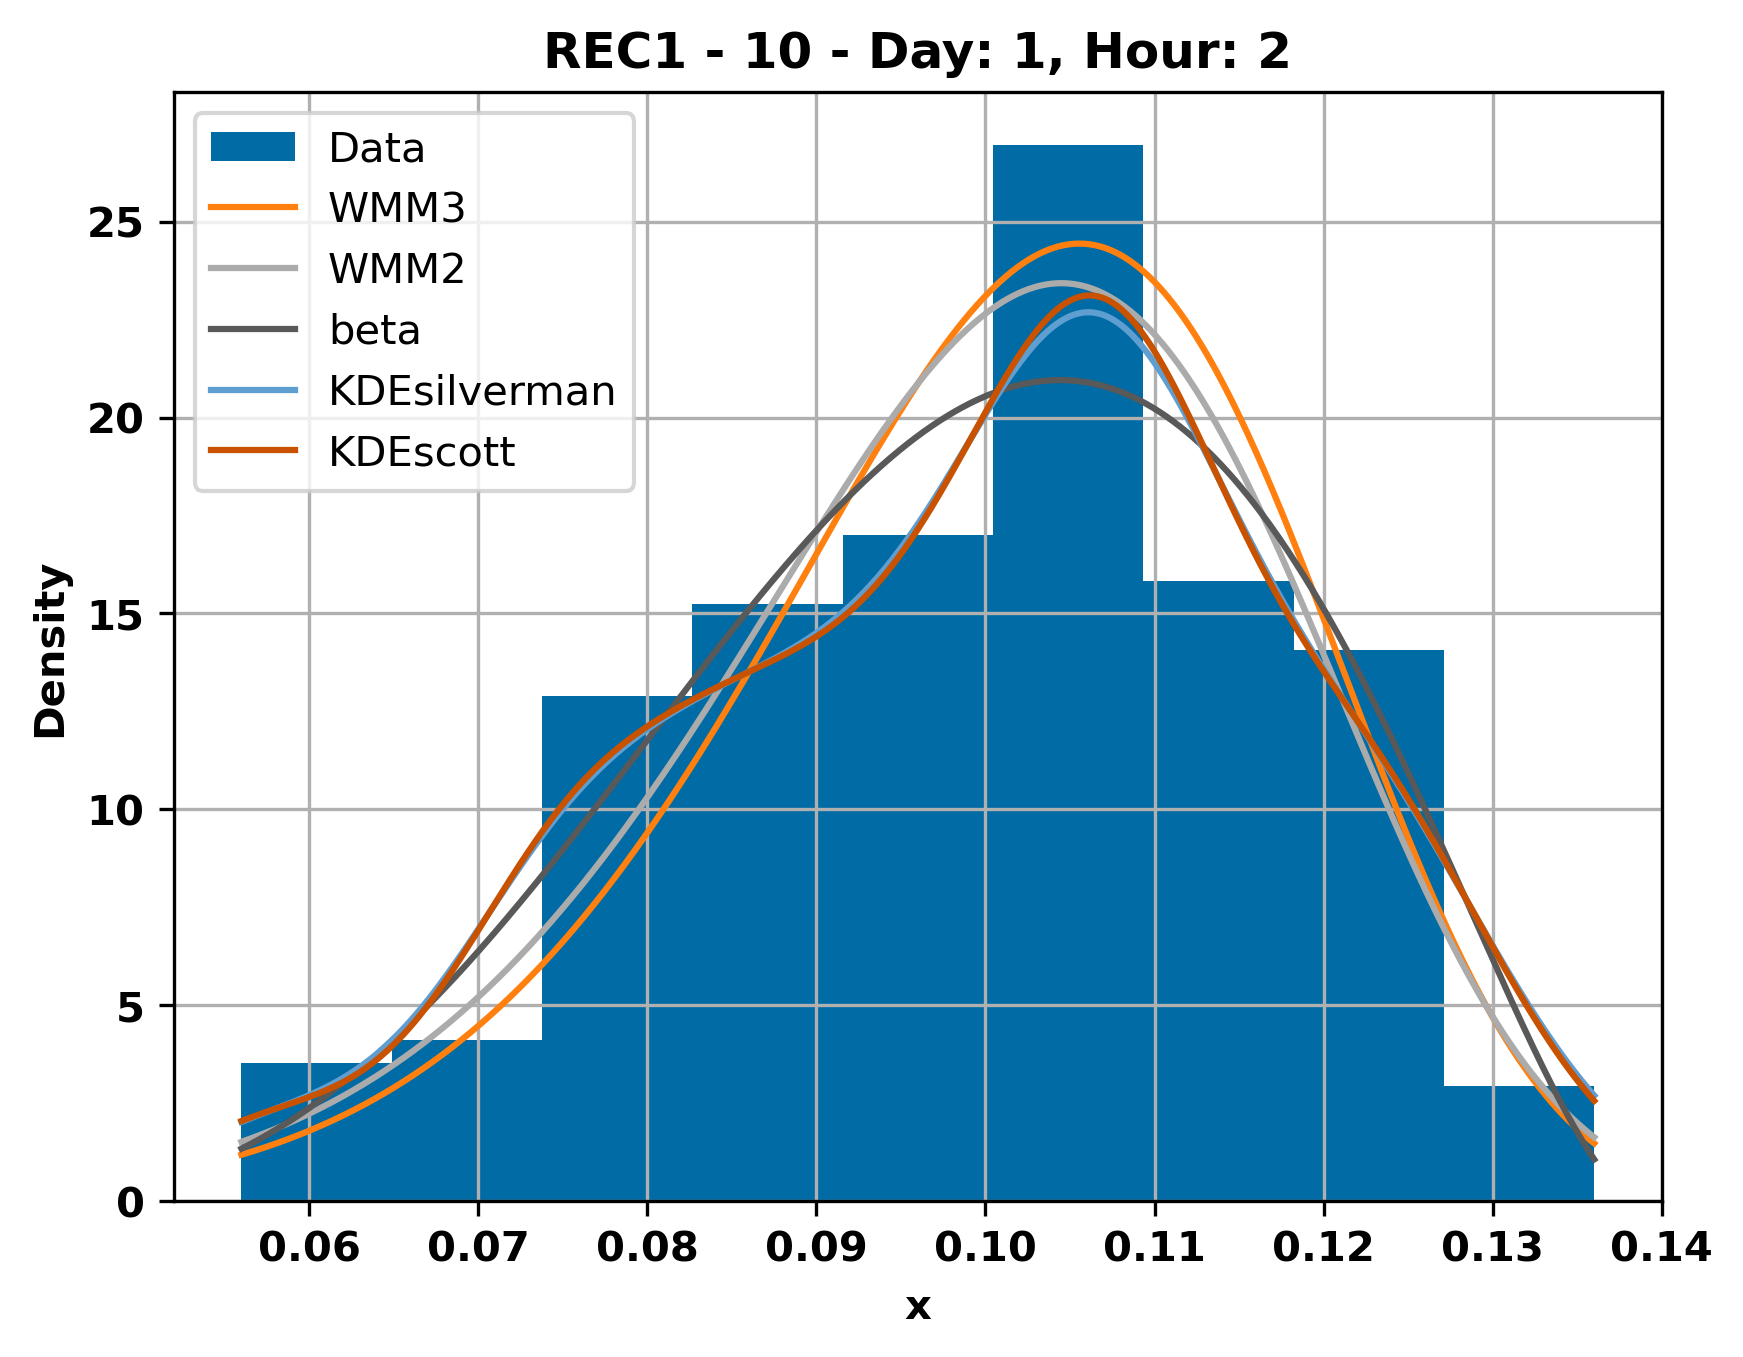 REC1 - 10 - Day: 1, Hour: 2
Data
WMM3
WMM2
beta
KDEsilverman
KDEscott
Density
25
20
15
10
5
0
0.06 0.07 0.08 0.09 0.10 0.11 0.12 0.13 0.14
x